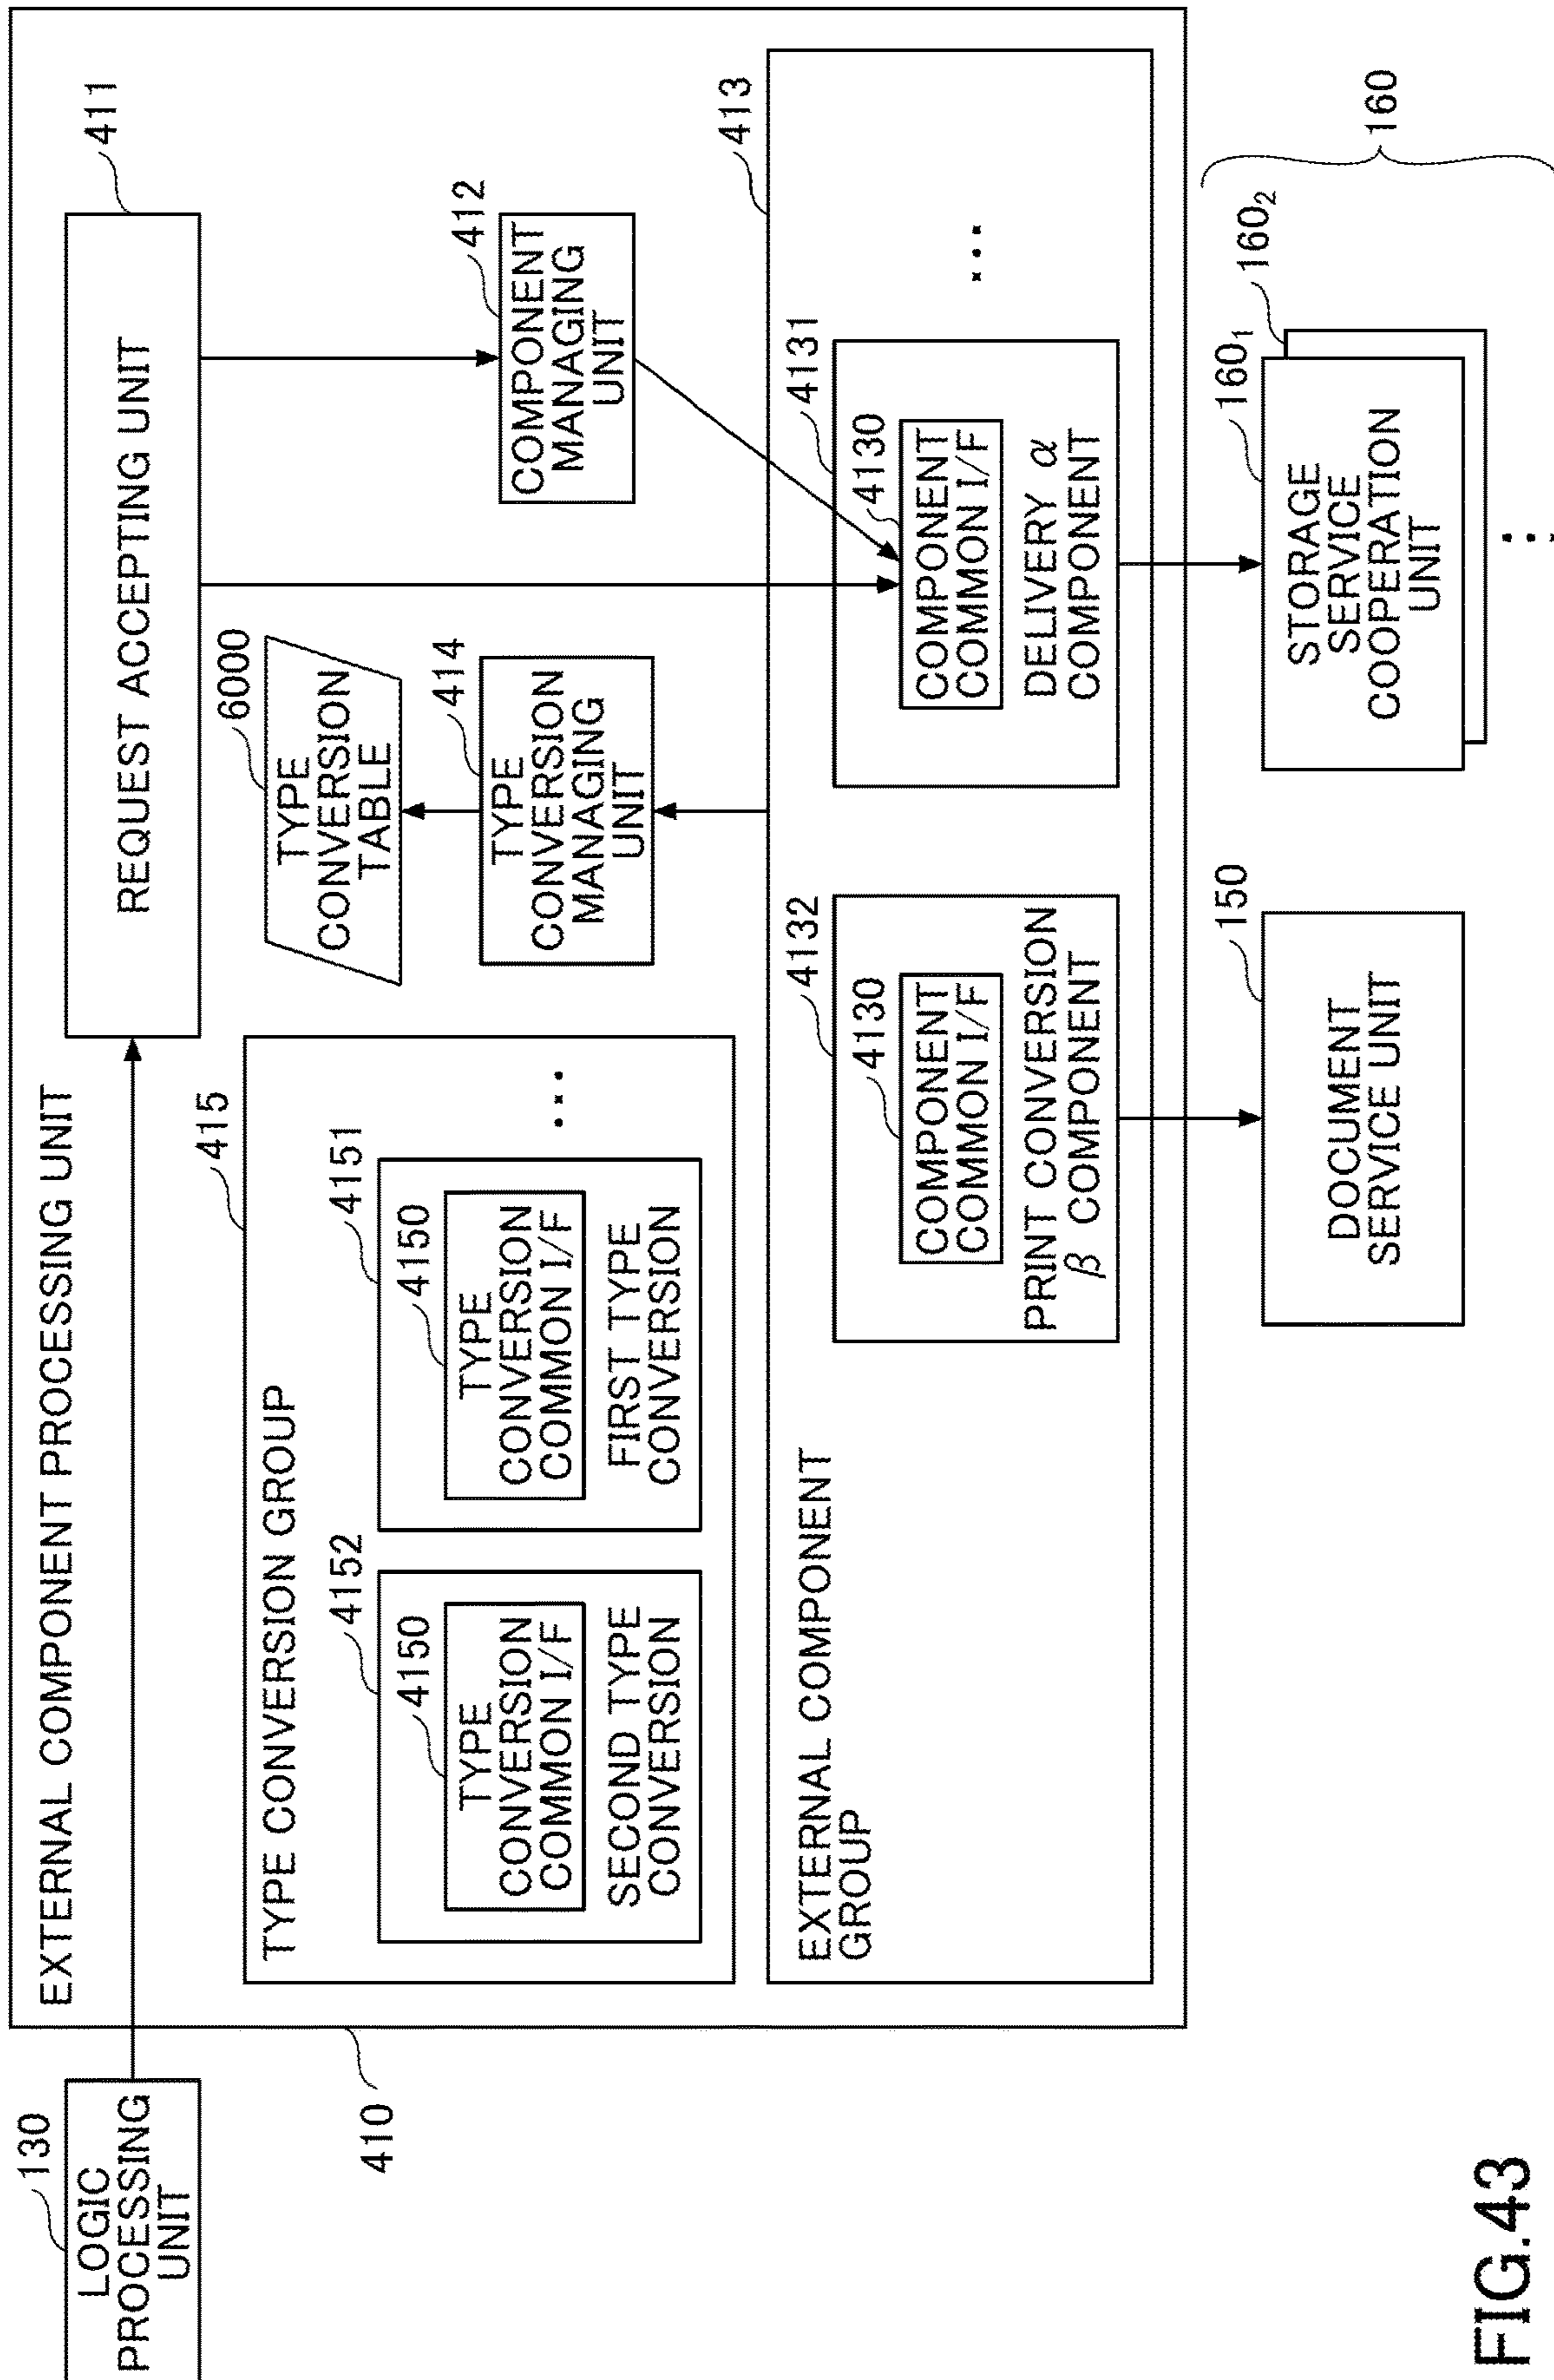 130
LOGIC
PROCESSING
UNIT
410
EXTERNAL COMPONENT PROCESSING UNIT
411
REQUEST ACCEPTING UNIT
415
TYPE CONVERSION GROUP
4152
4150
TYPE
CONVERSION
COMMON I/F
SECOND TYPE
CONVERSION
4151
4150
TYPE
CONVERSION
COMMON I/F
FIRST TYPE
CONVERSION
...
6000
TYPE
CONVERSION
TABLE
414
TYPE
CONVERSION
MANAGING
UNIT
412
COMPONENT
MANAGING
UNIT
413
EXTERNAL COMPONENT
GROUP
4132
4130
COMPONENT
COMMON I/F
PRINT CONVERSION
β COMPONENT
4131
4130
COMPONENT
COMMON I/F
DELIVERY α
COMPONENT
...
150
DOCUMENT
SERVICE UNIT
160₁
160₂
160
STORAGE
SERVICE
COOPERATION
UNIT
...
FIG.43